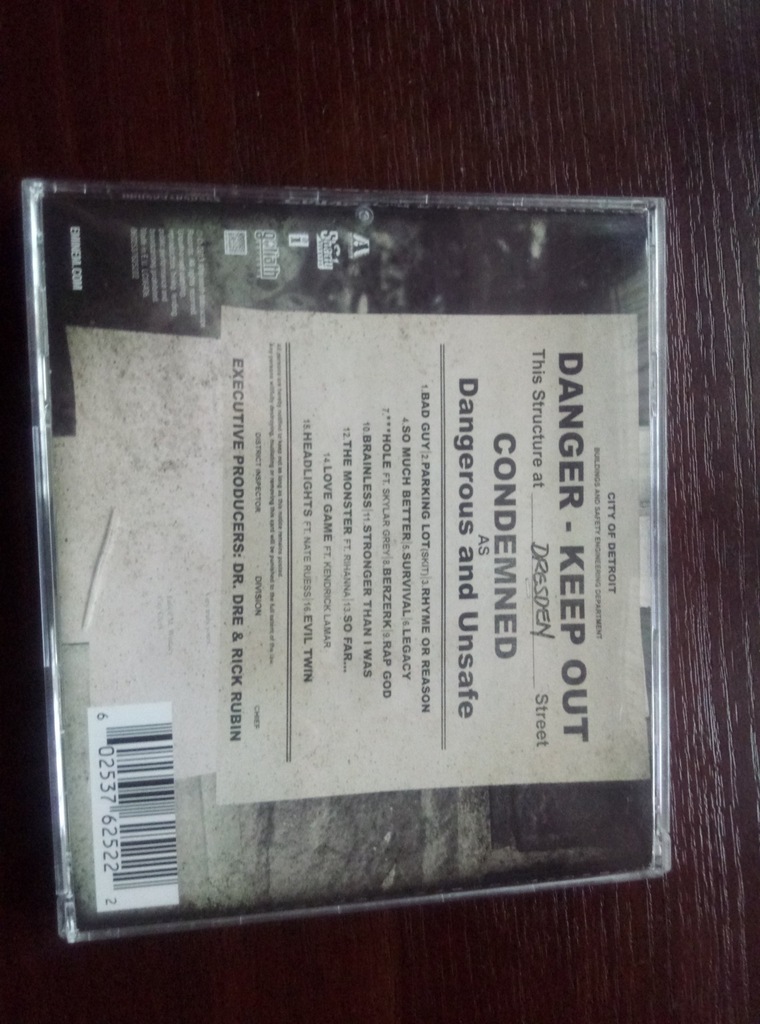 CITY OF DETROIT
BUILDINGS AND SAFETY ENGINEERING DEPARTMENT
DANGER - KEEP OUT
This Structure at DRESDEN Street
CONDEMNED
AS
Dangerous and Unsafe
1.BAD GUY|2.PARKING LOT(SKIT)|3.RHYME OR REASON
4.SO MUCH BETTER|5.SURVIVAL|6.LEGACY
7.***HOLE FT. SKYLAR GREY|8.BERZERK|9.RAP GOD
10.BRAINLESS|11.STRONGER THAN I WAS
12.THE MONSTER FT. RIHANNA|13.SO FAR...
14.LOVE GAME FT. KENDRICK LAMAR
15.HEADLIGHTS FT. NATE RUESS|16.EVIL TWIN
DISTRICT INSPECTOR DIVISION CHIEF
EXECUTIVE PRODUCERS: DR. DRE & RICK RUBIN
goliath
EMINEM.COM
6 02537 62522 2